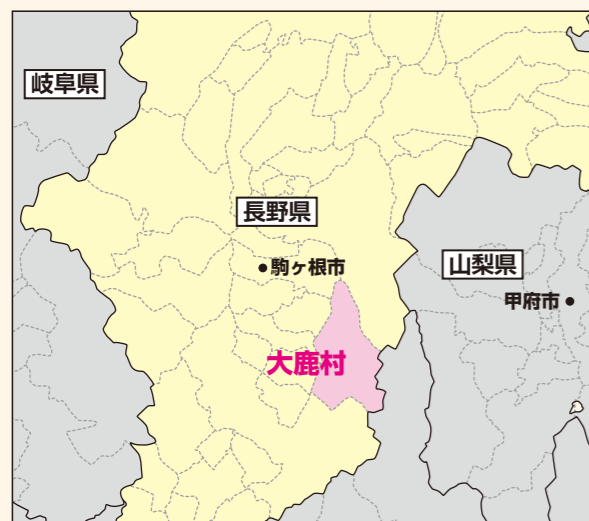 岐阜県
長野県
駒ヶ根市
山梨県
甲府市
大鹿村